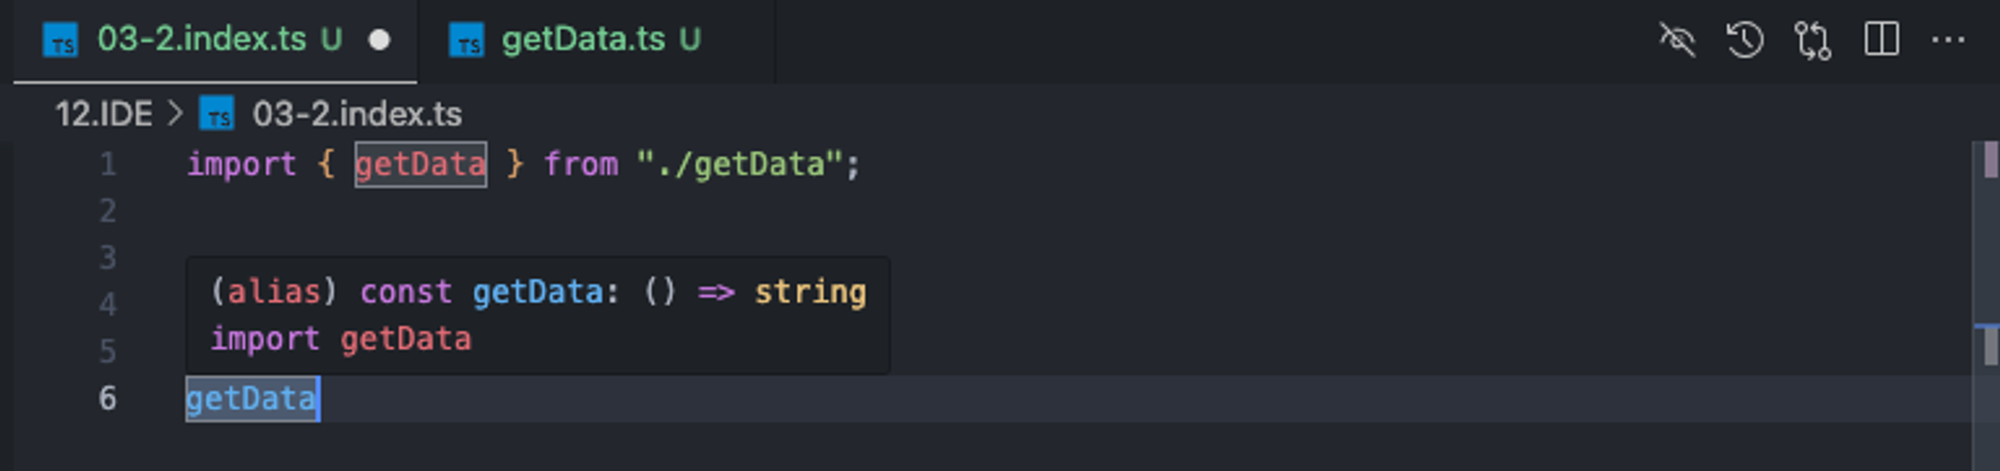 TS 03-2.index.ts U TS getData.ts U
12.IDE > TS 03-2.index.ts
1 import { getData } from "./getData";
2
3
(alias) const getData: () => string
4
import getData
5
6 getData